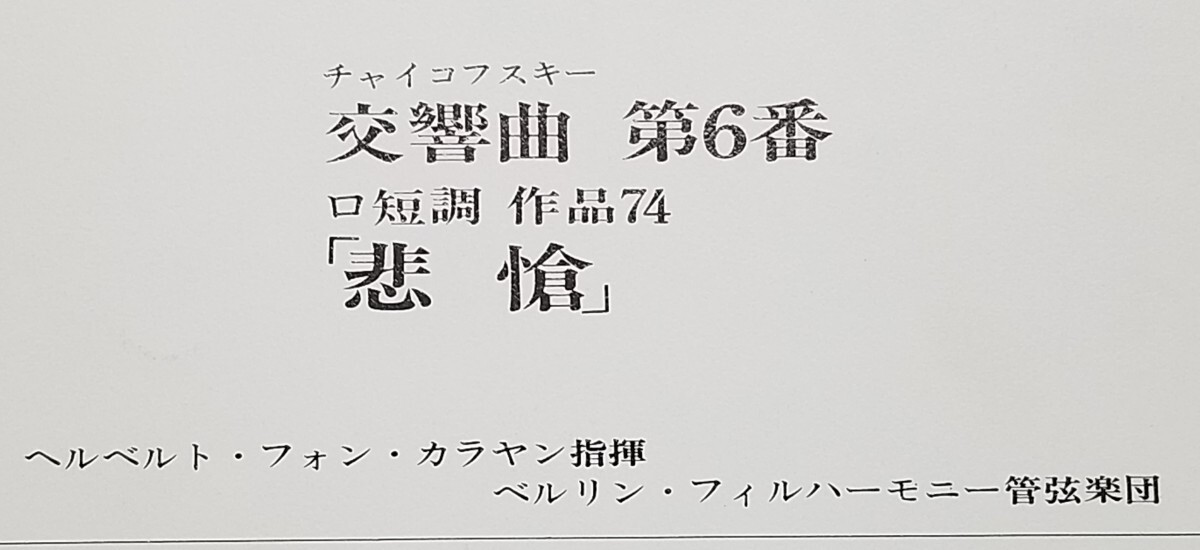 チャイコフスキー
交響曲 第6番
ロ短調 作品74
「悲 愴」
ヘルベルト・フォン・カラヤン指揮
ベルリン・フィルハーモニー管弦楽団